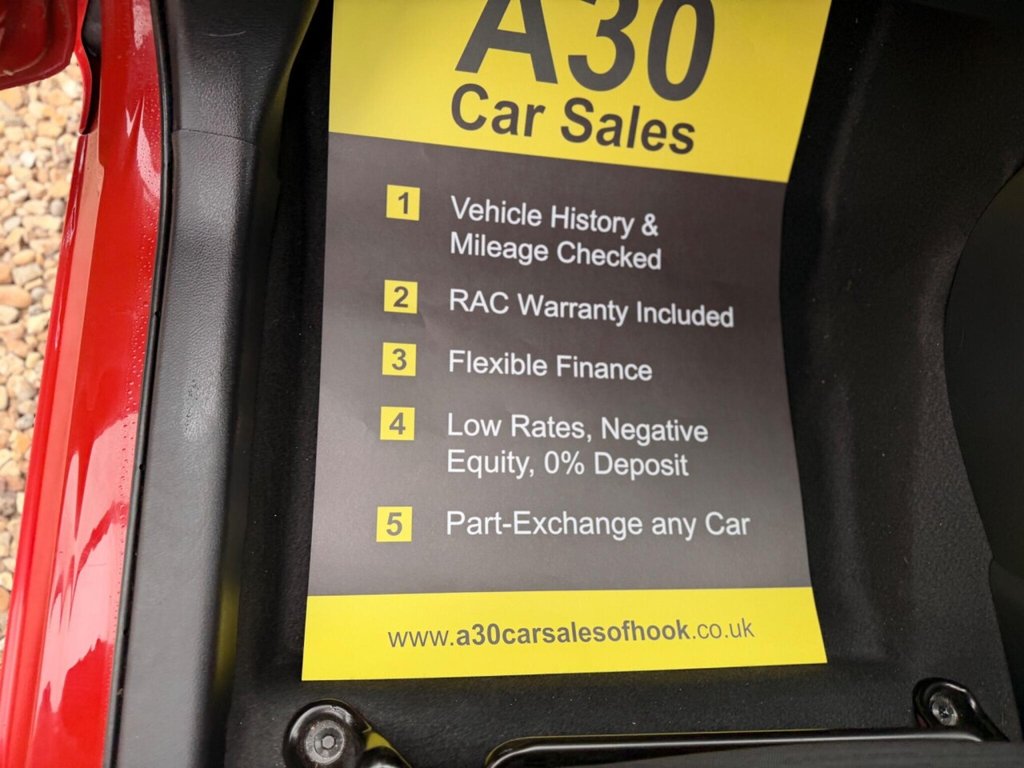 A30
Car Sales
1 Vehicle History &
Mileage Checked
2 RAC Warranty Included
3 Flexible Finance
4 Low Rates, Negative
Equity, 0% Deposit
5 Part-Exchange any Car
www.a30carsalesofhook.co.uk